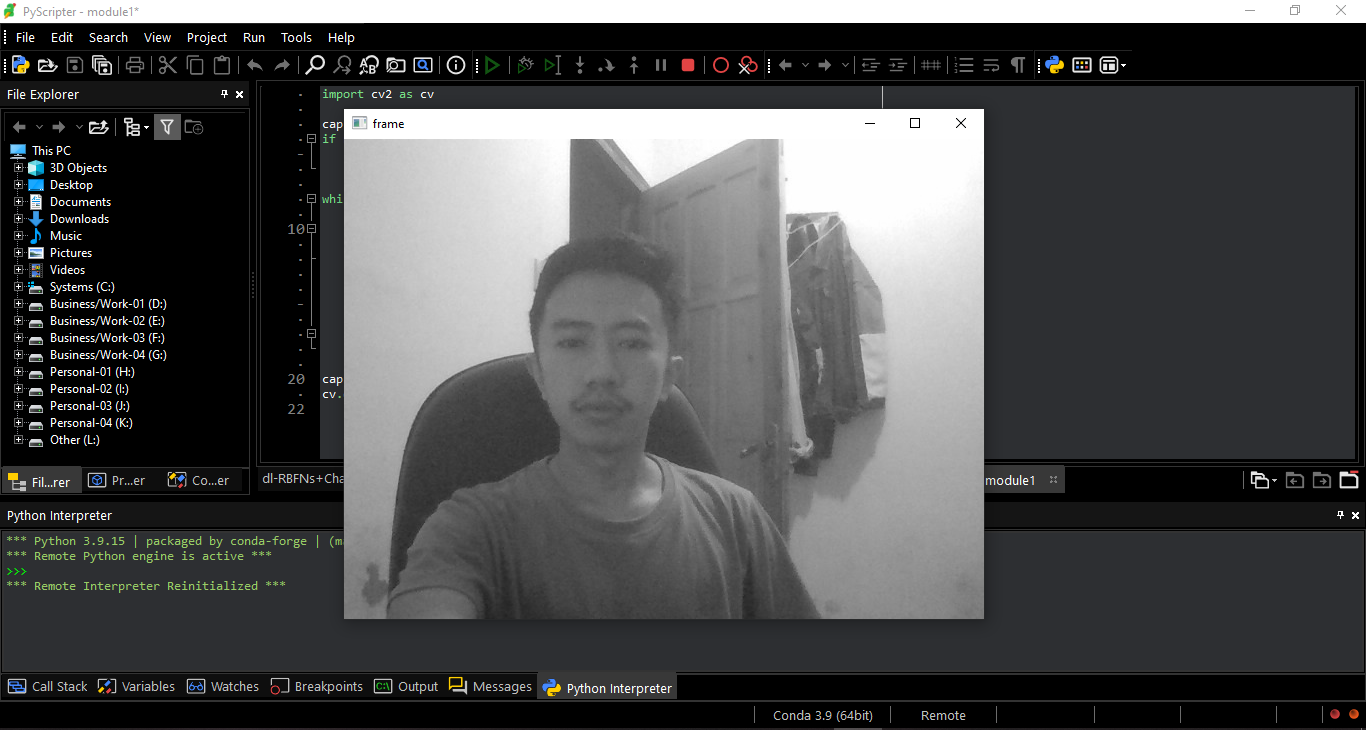 PyScripter - module1*
File Edit Search View Project Run Tools Help
File Explorer
This PC
3D Objects
Desktop
Documents
Downloads
Music
Pictures
Videos
Systems (C:)
Business/Work-01 (D:)
Business/Work-02 (E:)
Business/Work-03 (F:)
Business/Work-04 (G:)
Personal-01 (H:)
Personal-02 (I:)
Personal-03 (J:)
Personal-04 (K:)
Other (L:)
Fil...rer Pr...er Co...er
import cv2 as cv
cap
if
whi
10
20 cap
cv.
22
frame
dl-RBFNs+Cha
module1
Python Interpreter
*** Python 3.9.15 | packaged by conda-forge | (ma
*** Remote Python engine is active ***
>>>
*** Remote Interpreter Reinitialized ***
Call Stack Variables Watches Breakpoints Output Messages Python Interpreter
Conda 3.9 (64bit) Remote